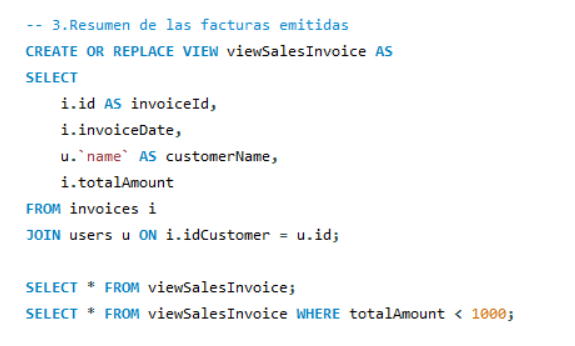 -- 3.Resumen de las facturas emitidas
CREATE OR REPLACE VIEW viewSalesInvoice AS
SELECT
    i.id AS invoiceId,
    i.invoiceDate,
    u.`name` AS customerName,
    i.totalAmount
FROM invoices i
JOIN users u ON i.idCustomer = u.id;

SELECT * FROM viewSalesInvoice;
SELECT * FROM viewSalesInvoice WHERE totalAmount < 1000;